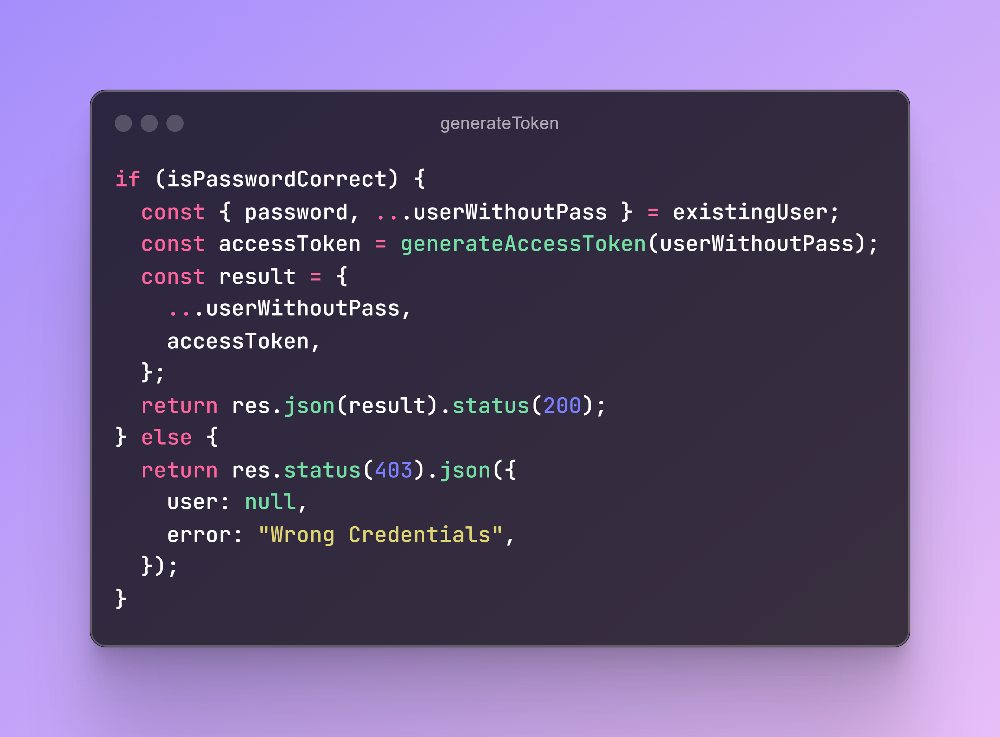 generateToken
if (isPasswordCorrect) {
  const { password, ...userWithoutPass } = existingUser;
  const accessToken = generateAccessToken(userWithoutPass);
  const result = {
    ...userWithoutPass,
    accessToken,
  };
  return res.json(result).status(200);
} else {
  return res.status(403).json({
    user: null,
    error: "Wrong Credentials",
  });
}